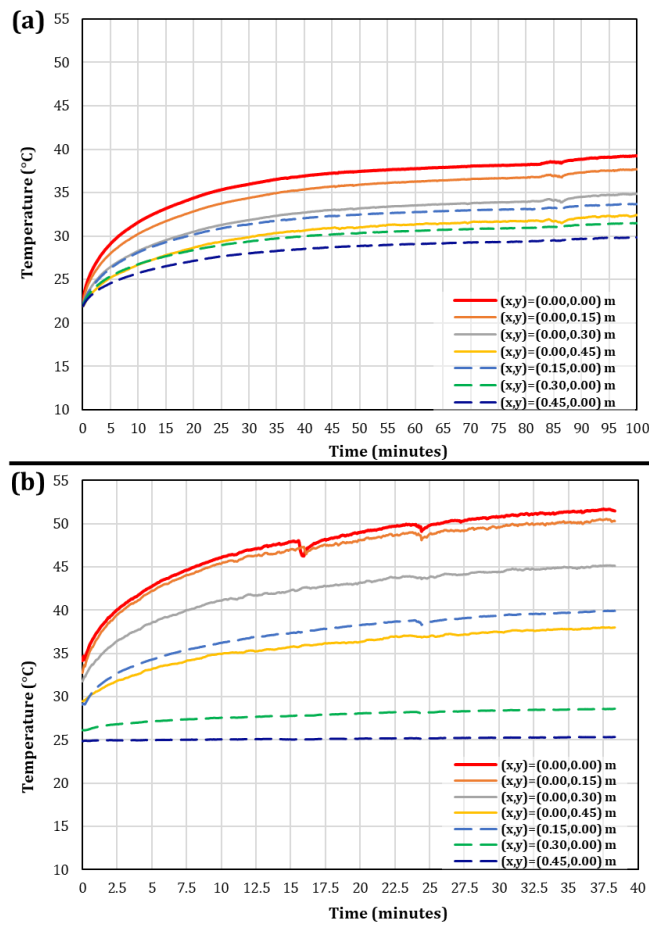 (a)
55
50
45
40
35
30
25
20
15
10
Temperature (°C)
(x,y)=(0.00,0.00) m
(x,y)=(0.00,0.15) m
(x,y)=(0.00,0.30) m
(x,y)=(0.00,0.45) m
(x,y)=(0.15,0.00) m
(x,y)=(0.30,0.00) m
(x,y)=(0.45,0.00) m
0 5 10 15 20 25 30 35 40 45 50 55 60 65 70 75 80 85 90 95 100
Time (minutes)
(b)
55
50
45
40
35
30
25
20
15
10
Temperature (°C)
(x,y)=(0.00,0.00) m
(x,y)=(0.00,0.15) m
(x,y)=(0.00,0.30) m
(x,y)=(0.00,0.45) m
(x,y)=(0.15,0.00) m
(x,y)=(0.30,0.00) m
(x,y)=(0.45,0.00) m
0 2.5 5 7.5 10 12.5 15 17.5 20 22.5 25 27.5 30 32.5 35 37.5 40
Time (minutes)